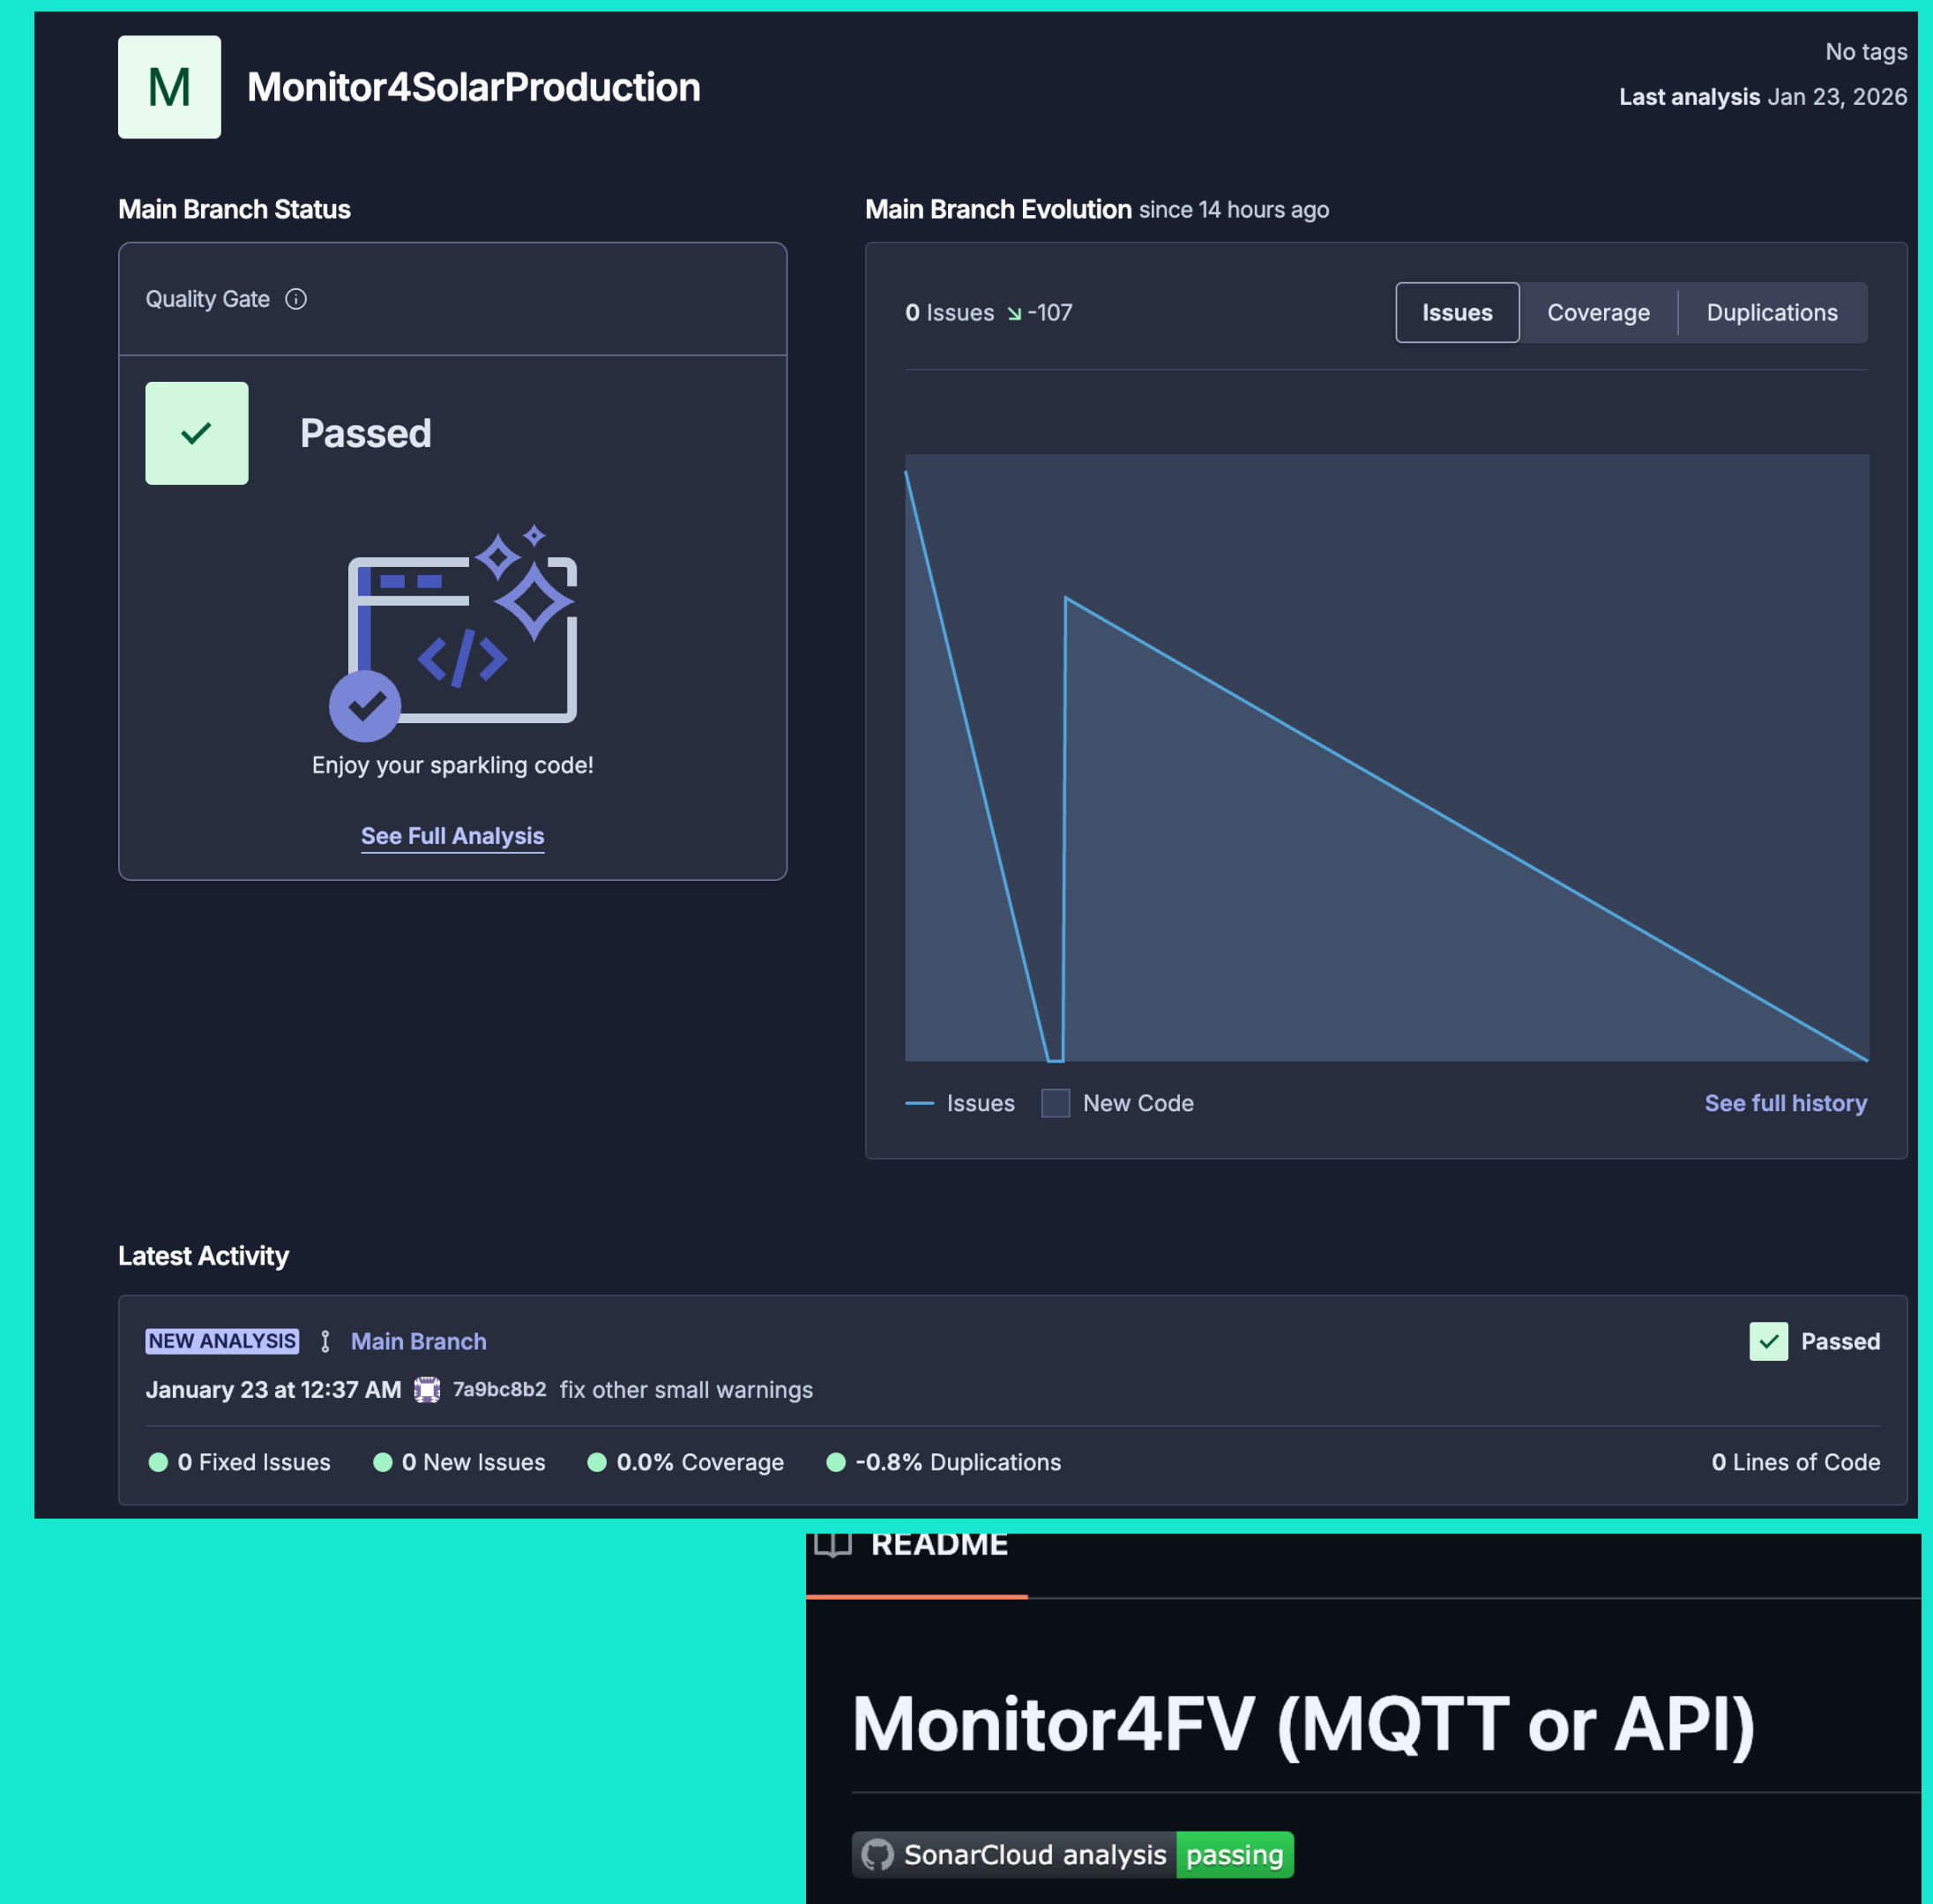 M
Monitor4SolarProduction
No tags
Last analysis Jan 23, 2026
Main Branch Status
Quality Gate
Passed
Enjoy your sparkling code!
See Full Analysis
Main Branch Evolution since 14 hours ago
0 Issues -107
Issues
Coverage
Duplications
Issues
New Code
See full history
Latest Activity
NEW ANALYSIS Main Branch
Passed
January 23 at 12:37 AM 7a9bc8b2 fix other small warnings
0 Fixed Issues 0 New Issues 0.0% Coverage -0.8% Duplications 0 Lines of Code
README
Monitor4FV (MQTT or API)
SonarCloud analysis passing